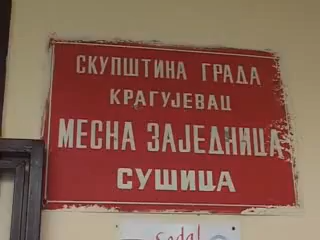 СКУПШТИНА ГРАДА
КРАГУЈЕВАЦ
МЕСНА ЗАЈЕДНИЦА
СУШИЦА